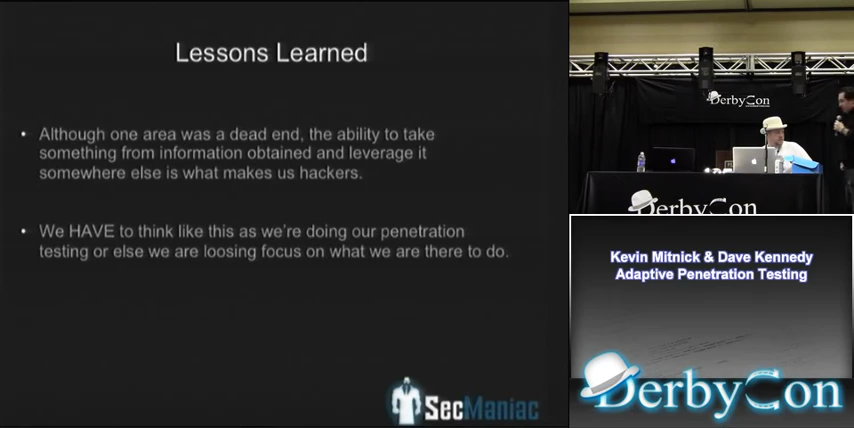 Lessons Learned
• Although one area was a dead end, the ability to take
something from information obtained and leverage it
somewhere else is what makes us hackers.
• We HAVE to think like this as we're doing our penetration
testing or else we are loosing focus on what we are there to do.
SecManiac
DerbyCon
DerbyCon
Kevin Mitnick & Dave Kennedy
Adaptive Penetration Testing
DerbyCon